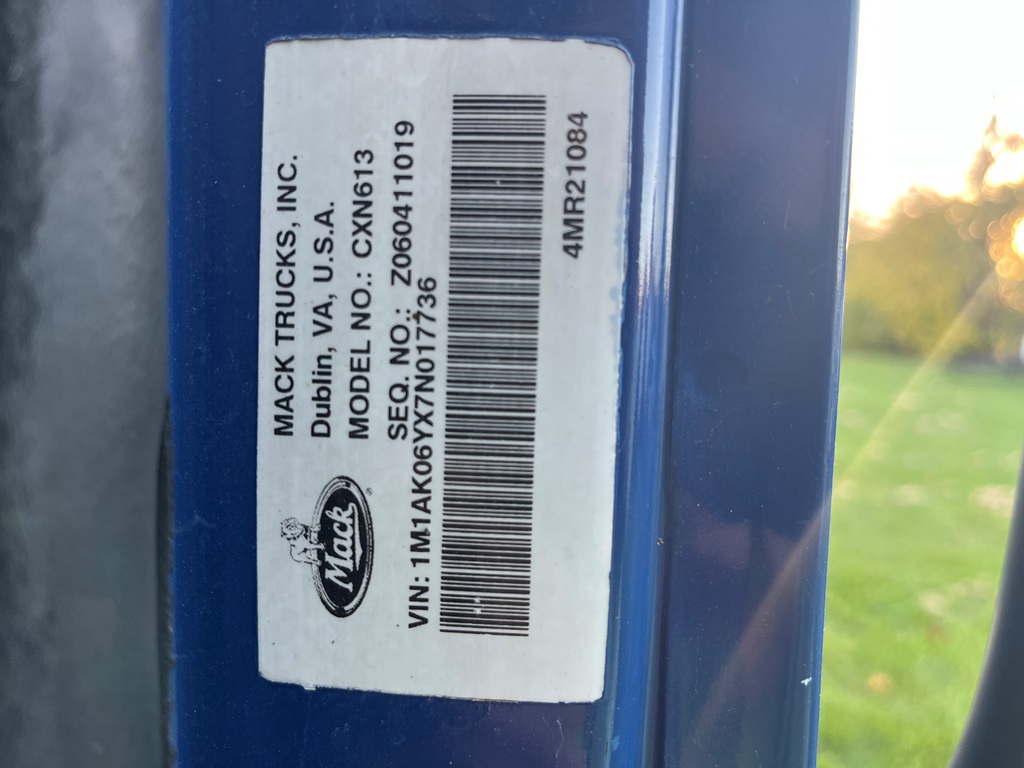 MACK TRUCKS, INC.
Dublin, VA, U.S.A.
MODEL NO.: CXN613
SEQ. NO.: Z060411019
Mack
VIN: 1M1AK06YX7N017736
4MR21084